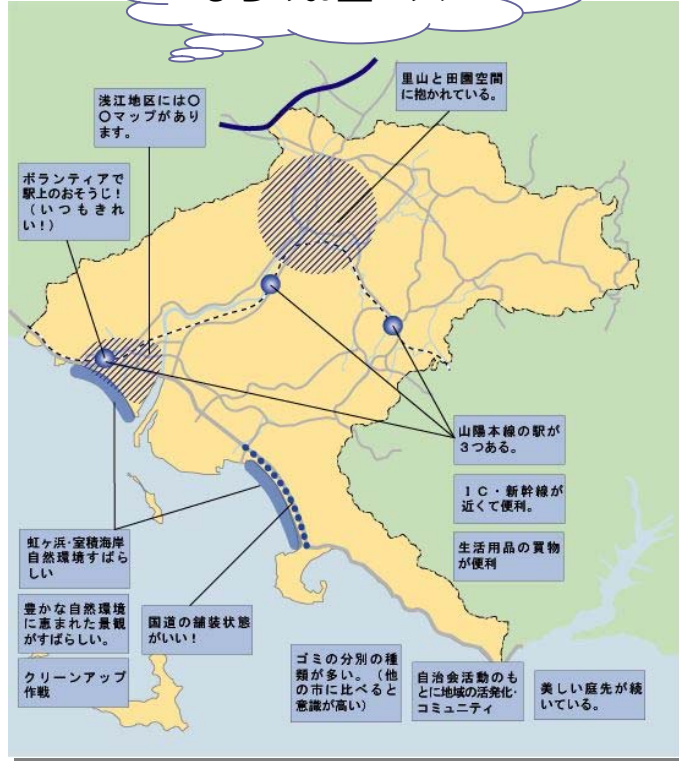 里山と田園空間
に抱かれている。
浅江地区には〇
〇マップがあり
ます。
ボランティアで
駅上のおそうじ!
(いつもきれ
い!)
山陽本線の駅が
3つある。
IC・新幹線が
近くて便利。
生活用品の買物
が便利
虹ヶ浜・室積海岸
自然環境すばら
しい
豊かな自然環境
に恵まれた景観
がすばらしい。
クリーンアップ
作戦
国道の舗装状態
がいい!
ゴミの分別の種
類が多い。(他
の市に比べると
意識が高い)
自治会活動のも
とに地域の活発化・
コミュニティ
美しい庭先が続
いている。